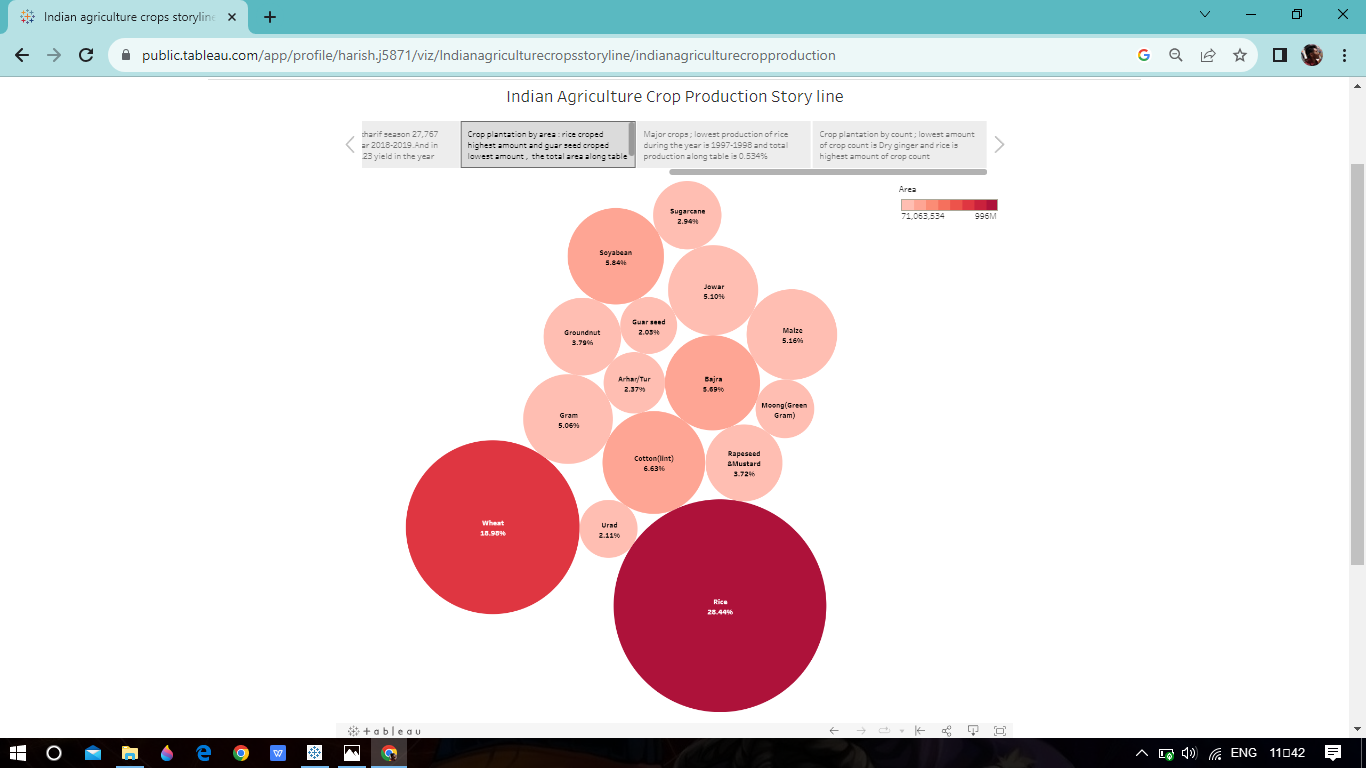 Indian agriculture crops storyline
public.tableau.com/app/profile/harish.j5871/viz/Indianagriculturecropsstoryline/indianagriculturecropproduction
Indian Agriculture Crop Production Story line
harif season 27,767
ar 2018-2019.And in
23 yield in the year
Crop plantation by area : rice croped
highest amount and guar seed croped
lowest amount , the total area along table
Major crops ; lowest production of rice
during the year is 1997-1998 and total
production along table is 0.534%
Crop plantation by count ; lowest amount
of crop count is Dry ginger and rice is
highest amount of crop count
Area
71,063,534 996M
Sugarcane
2.94%
Soyabean
5.84%
Jowar
5.10%
Guar seed
2.03%
Groundnut
3.79%
Maize
5.16%
Arhar/Tur
2.37%
Bajra
5.69%
Moong(Green
Gram)
Gram
5.06%
Cotton(lint)
6.63%
Rapeseed
&Mustard
3.72%
Wheat
18.98%
Urad
2.11%
Rice
28.44%
+ a b l e a u
ENG 11:42